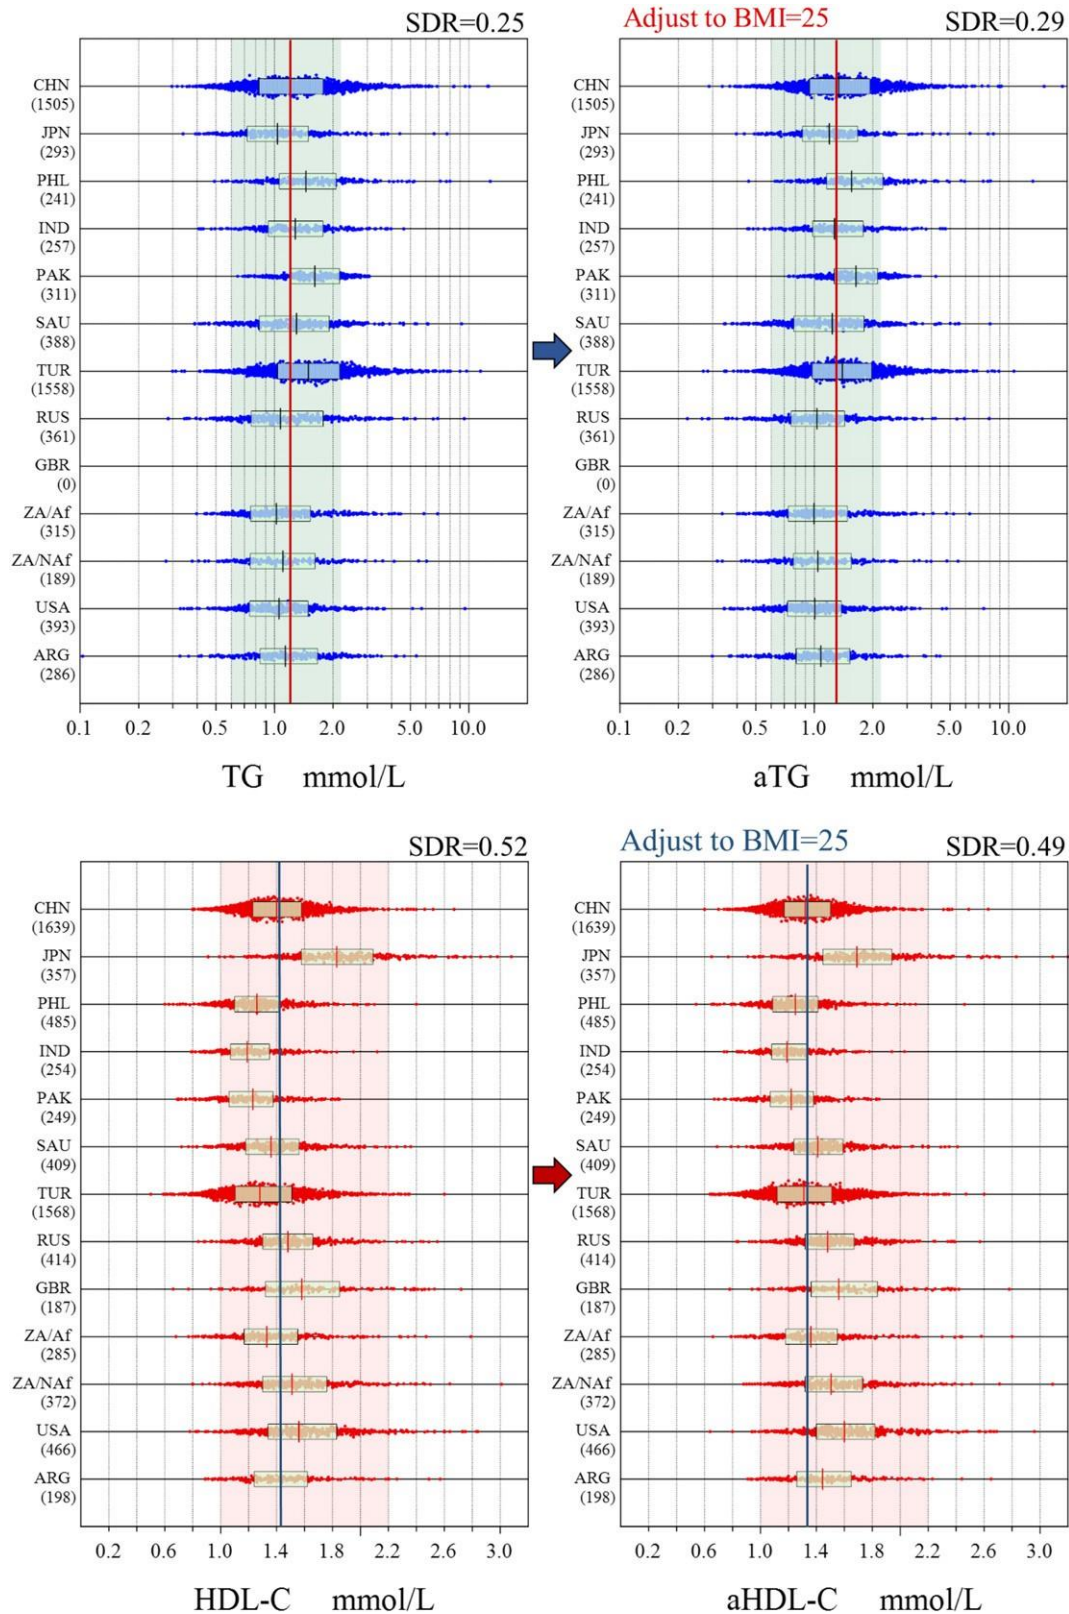 SDR=0.25
CHN
(1505)
JPN
(293)
PHL
(241)
IND
(257)
PAK
(311)
SAU
(388)
TUR
(1558)
RUS
(361)
GBR
(0)
ZA/Af
(315)
ZA/NAf
(189)
USA
(393)
ARG
(286)
0.1 0.2 0.5 1.0 2.0 5.0 10.0
TG mmol/L
Adjust to BMI=25 SDR=0.29
CHN
(1505)
JPN
(293)
PHL
(241)
IND
(257)
PAK
(311)
SAU
(388)
TUR
(1558)
RUS
(361)
GBR
(0)
ZA/Af
(315)
ZA/NAf
(189)
USA
(393)
ARG
(286)
0.1 0.2 0.5 1.0 2.0 5.0 10.0
aTG mmol/L
SDR=0.52
CHN
(1639)
JPN
(357)
PHL
(485)
IND
(254)
PAK
(249)
SAU
(409)
TUR
(1568)
RUS
(414)
GBR
(187)
ZA/Af
(285)
ZA/NAf
(372)
USA
(466)
ARG
(198)
0.2 0.6 1.0 1.4 1.8 2.2 2.6 3.0
HDL-C mmol/L
Adjust to BMI=25 SDR=0.49
CHN
(1639)
JPN
(357)
PHL
(485)
IND
(254)
PAK
(249)
SAU
(409)
TUR
(1568)
RUS
(414)
GBR
(187)
ZA/Af
(285)
ZA/NAf
(372)
USA
(466)
ARG
(198)
0.2 0.6 1.0 1.4 1.8 2.2 2.6 3.0
aHDL-C mmol/L